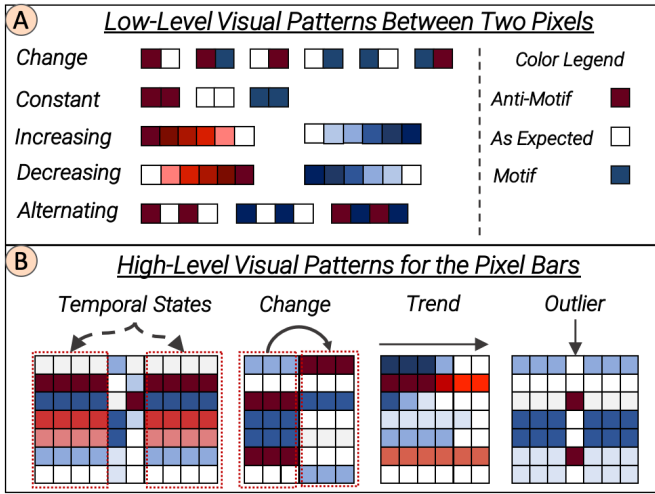 A
Low-Level Visual Patterns Between Two Pixels
Change
Constant
Increasing
Decreasing
Alternating
Color Legend
Anti-Motif
As Expected
Motif
B
High-Level Visual Patterns for the Pixel Bars
Temporal States
Change
Trend
Outlier